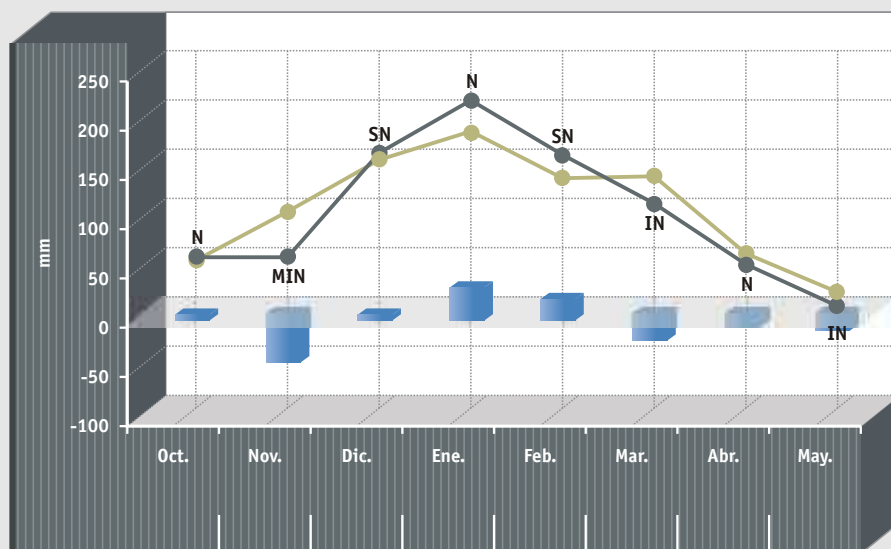 250
200
150
100
50
0
-50
-100
mm
N
MIN
SN
N
SN
IN
N
IN
Oct. Nov. Dic. Ene. Feb. Mar. Abr. May.